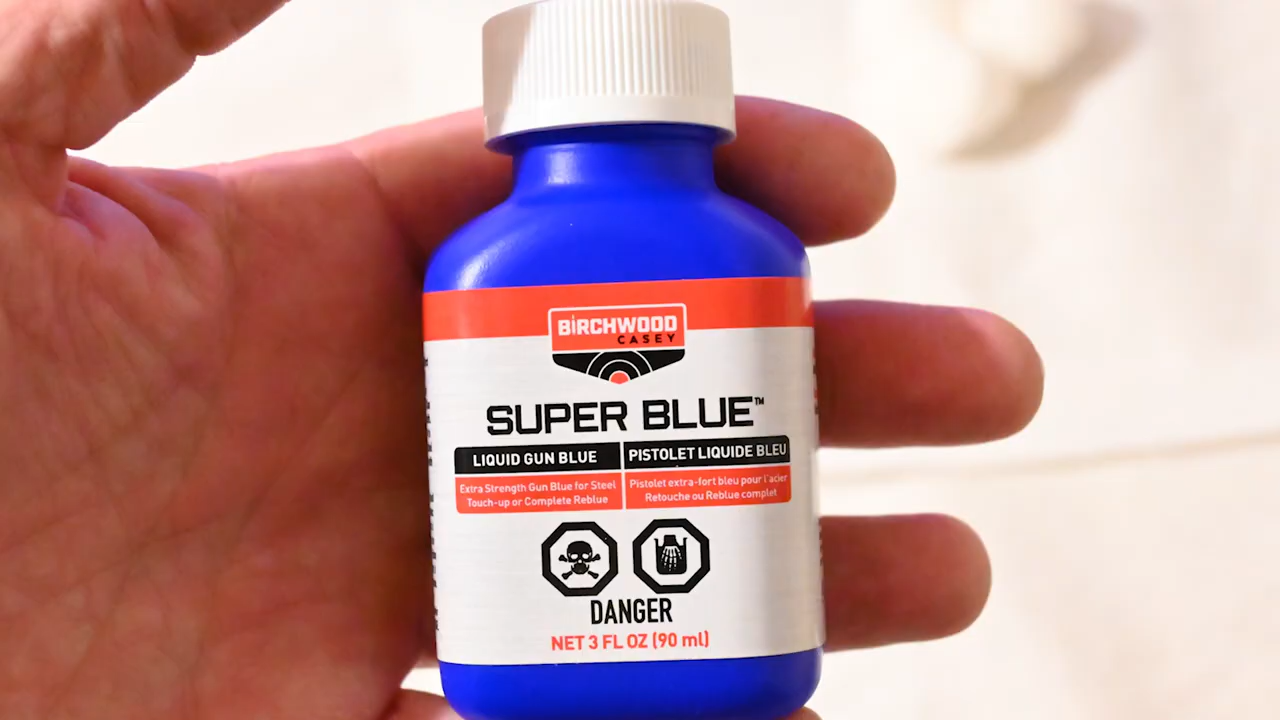 BIRCHWOOD
CASEY
SUPER BLUE™
LIQUID GUN BLUE
PISTOLET LIQUIDE BLEU
Extra Strength Gun Blue for Steel
Touch-up or Complete Reblue
Pistolet extra-fort bleu pour l'acier
Retouche ou Reblue complet
DANGER
NET 3 FL OZ (90 ml)